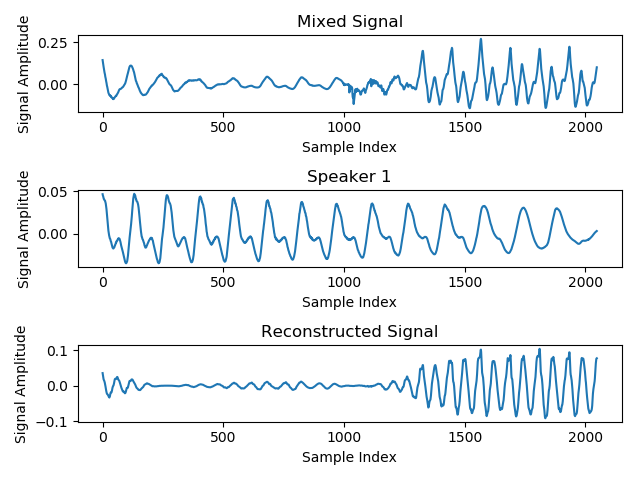 Mixed Signal
Signal Amplitude
0.25
0.00
0 500 1000 1500 2000
Sample Index
Speaker 1
Signal Amplitude
0.05
0.00
0 500 1000 1500 2000
Sample Index
Reconstructed Signal
Signal Amplitude
0.1
0.0
−0.1
0 500 1000 1500 2000
Sample Index